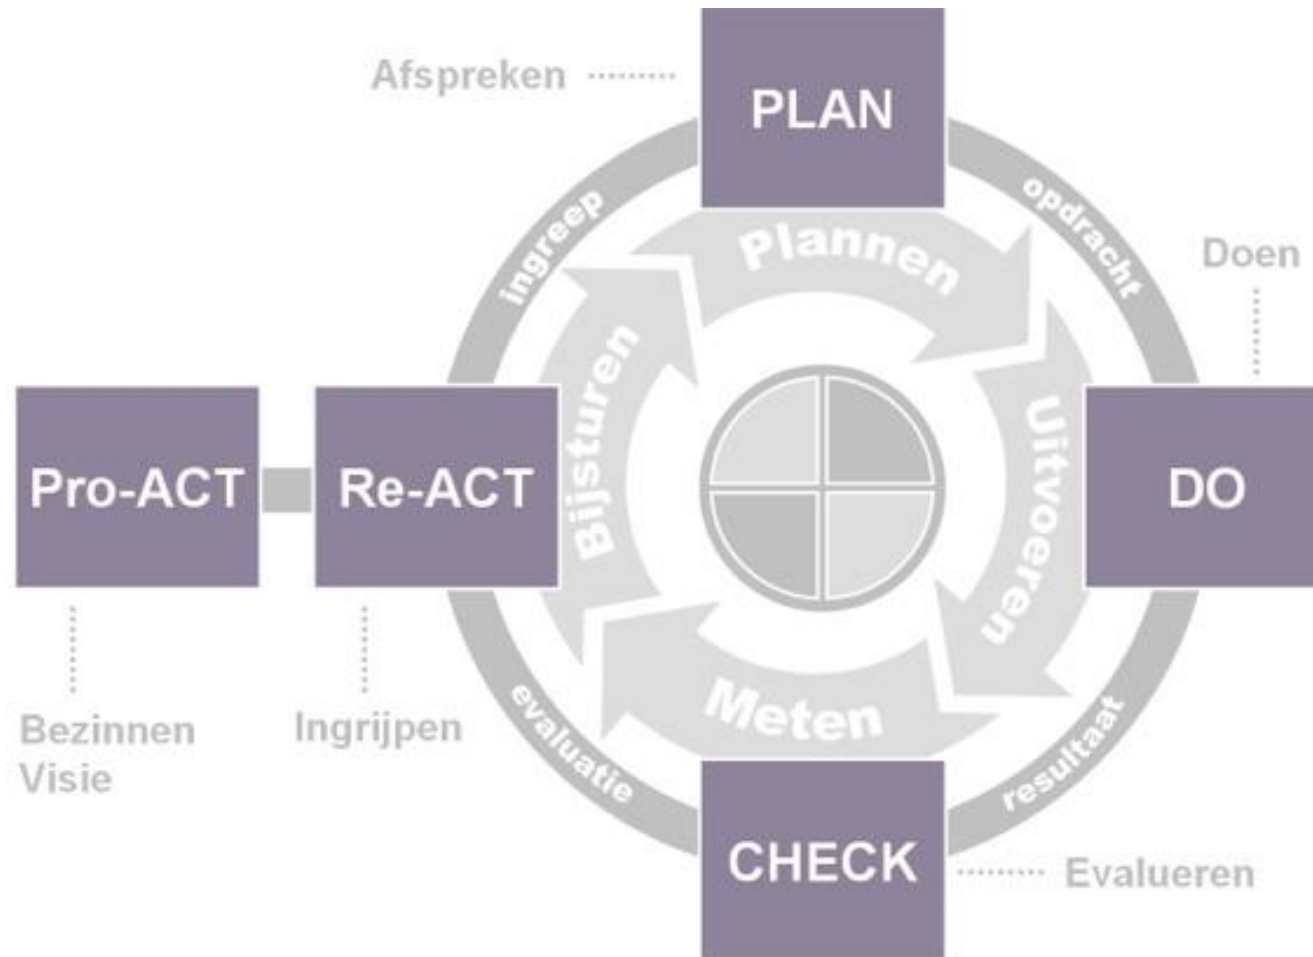 Afspreken
PLAN
ingreep
opdracht
Plannen
Doen
Bijsturen
Uitvoeren
Pro-ACT
Re-ACT
DO
Meten
Bezinnen
Visie
Ingrijpen
evaluatie
resultaat
CHECK
Evalueren